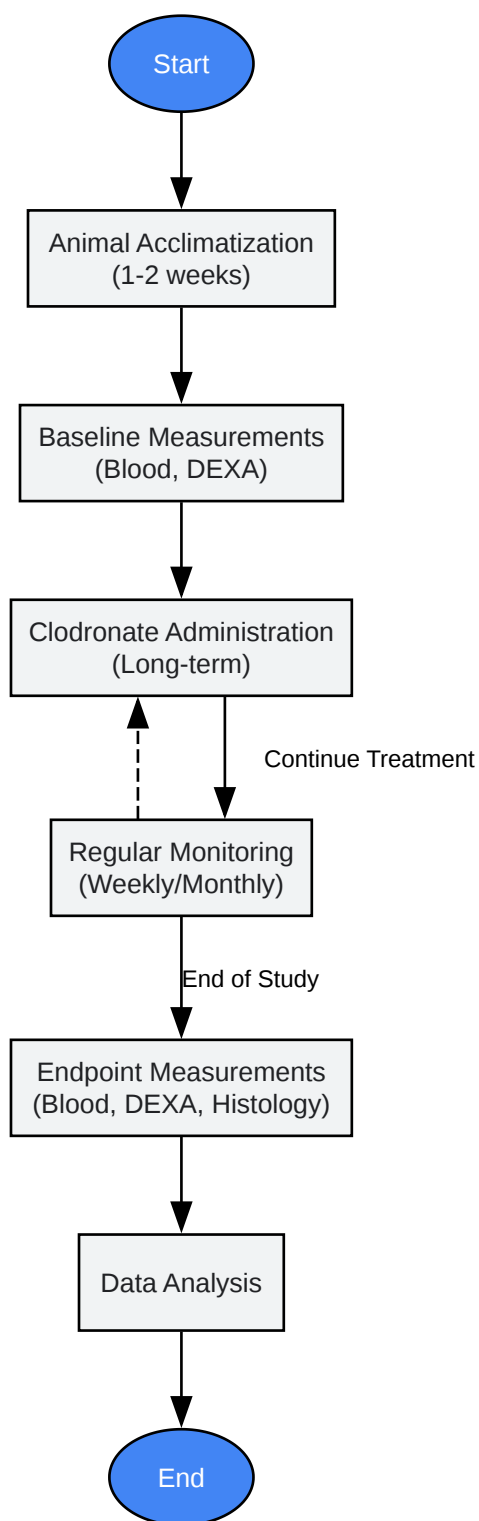 Start
Animal Acclimatization
(1-2 weeks)
Baseline Measurements
(Blood, DEXA)
Clodronate Administration
(Long-term)
Continue Treatment
Regular Monitoring
(Weekly/Monthly)
End of Study
Endpoint Measurements
(Blood, DEXA, Histology)
Data Analysis
End